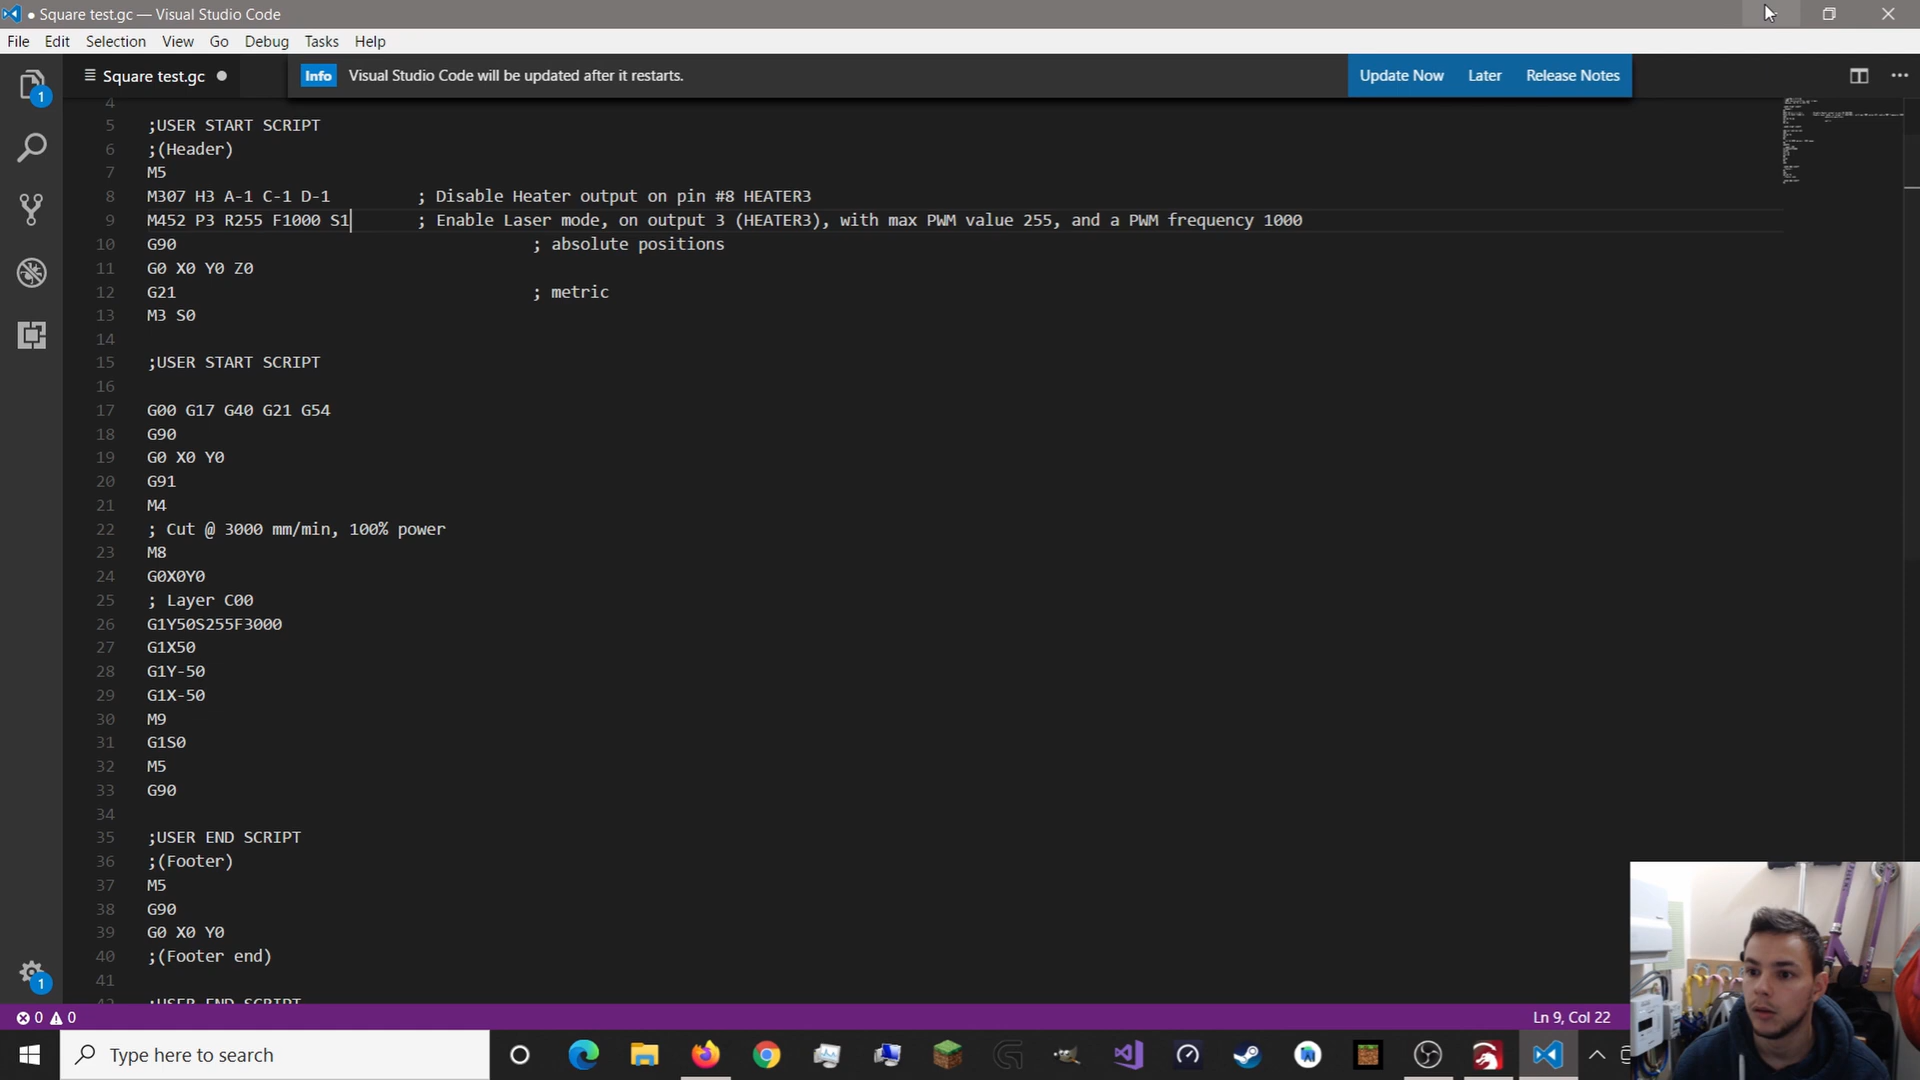 ● Square test.gc — Visual Studio Code
File Edit Selection View Go Debug Tasks Help
Square test.gc
Info Visual Studio Code will be updated after it restarts. Update Now Later Release Notes
1
4
5 ;USER START SCRIPT
6 ;(Header)
7 M5
8 M307 H3 A-1 C-1 D-1 ; Disable Heater output on pin #8 HEATER3
9 M452 P3 R255 F1000 S1 ; Enable Laser mode, on output 3 (HEATER3), with max PWM value 255, and a PWM frequency 1000
10 G90 ; absolute positions
11 G0 X0 Y0 Z0
12 G21 ; metric
13 M3 S0
14
15 ;USER START SCRIPT
16
17 G00 G17 G40 G21 G54
18 G90
19 G0 X0 Y0
20 G91
21 M4
22 ; Cut @ 3000 mm/min, 100% power
23 M8
24 G0X0Y0
25 ; Layer C00
26 G1Y50S255F3000
27 G1X50
28 G1Y-50
29 G1X-50
30 M9
31 G1S0
32 M5
33 G90
34
35 ;USER END SCRIPT
36 ;(Footer)
37 M5
38 G90
39 G0 X0 Y0
40 ;(Footer end)
41
42 ;USER END SCRIPT
1
0 0
Ln 9, Col 22
Type here to search